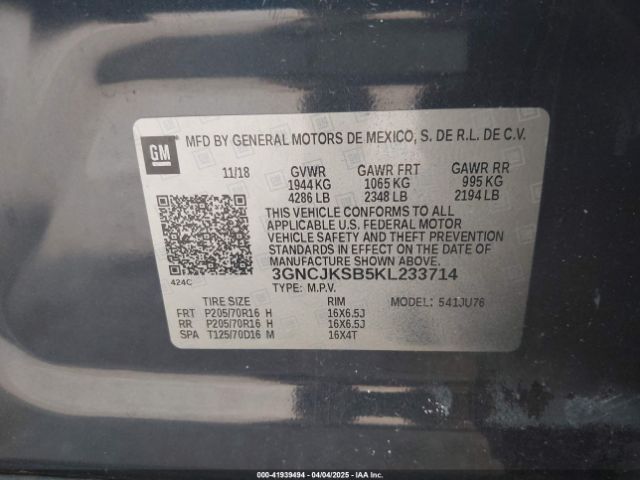 GM
MFD BY GENERAL MOTORS DE MEXICO, S. DE R.L. DE C.V.
11/18 GVWR GAWR FRT GAWR RR
1944 KG 1065 KG 995 KG
4286 LB 2348 LB 2194 LB
THIS VEHICLE CONFORMS TO ALL
APPLICABLE U.S. FEDERAL MOTOR
VEHICLE SAFETY AND THEFT PREVENTION
STANDARDS IN EFFECT ON THE DATE OF
MANUFACTURE SHOWN ABOVE.
424C 3GNCJKSB5KL233714
TYPE: M.P.V.
TIRE SIZE RIM MODEL: 541JU76
FRT P205/70R16 H 16X6.5J
RR P205/70R16 H 16X6.5J
SPA T125/70D16 M 16X4T
000-41939494 - 04/04/2025 - IAAI.COM